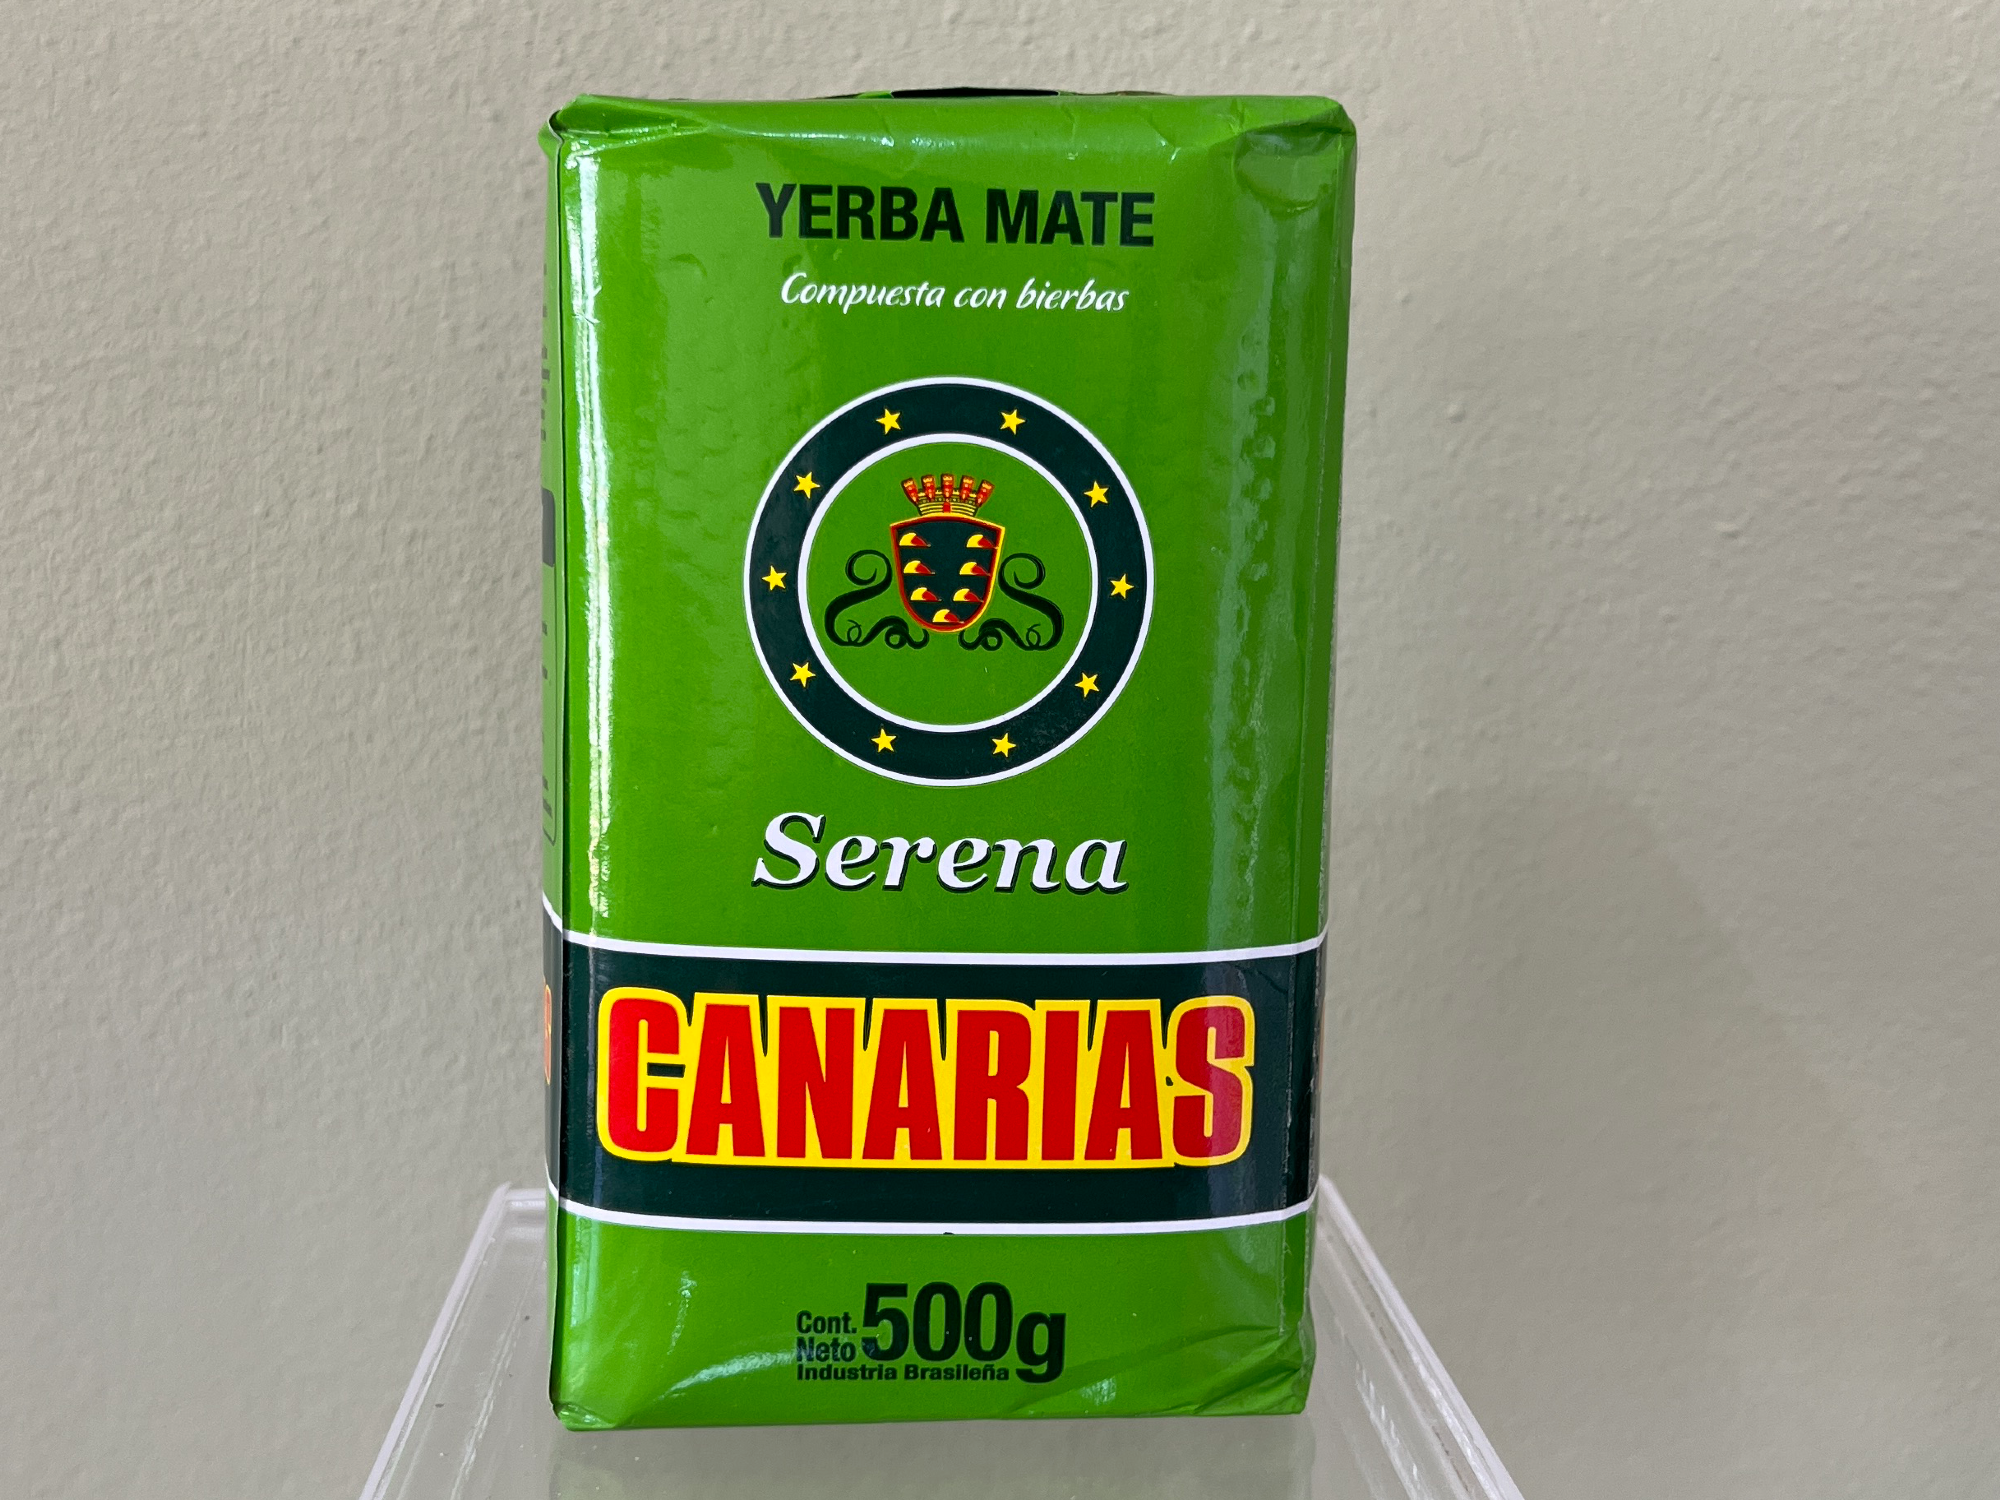 YERBA MATE
Compuesta con bierbas
Serena
CANARIAS
Cont.
Neto 500g
Industria Brasileña